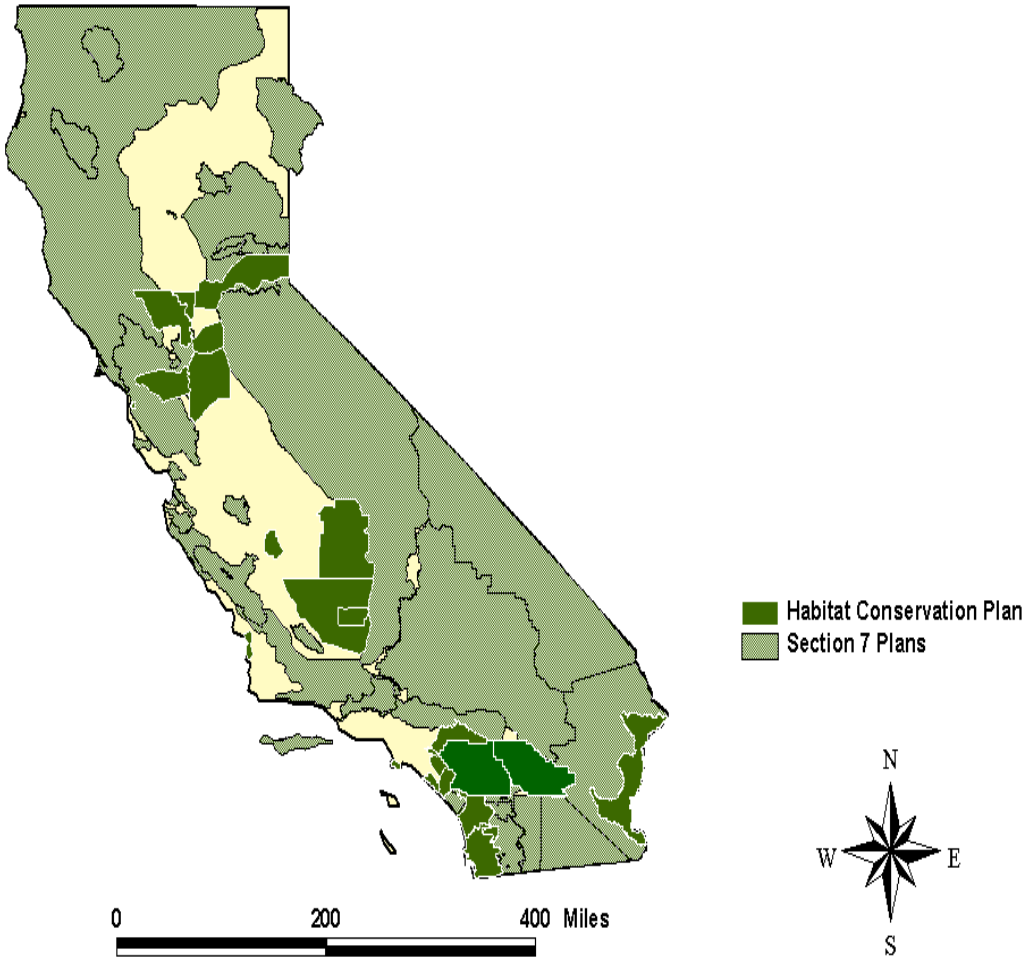 Habitat Conservation Plan
Section 7 Plans
N
W E
S
0 200 400 Miles